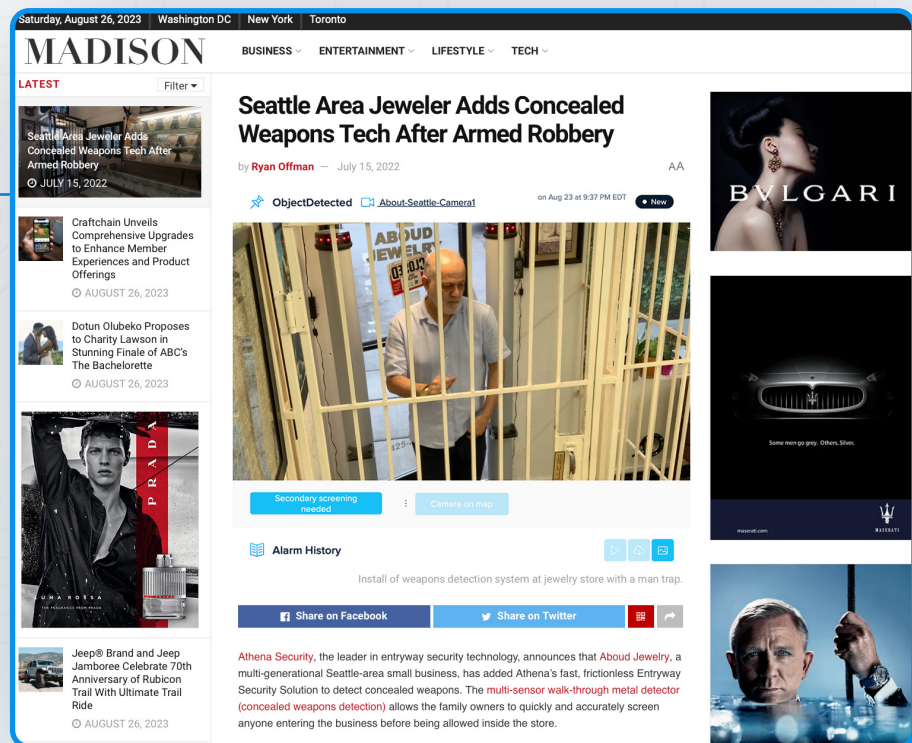 Saturday, August 26, 2023
Washington DC
New York
Toronto
MADISON
BUSINESS
ENTERTAINMENT
LIFESTYLE
TECH
LATEST
Filter
Seattle Area Jeweler Adds
Concealed Weapons Tech After
Armed Robbery
JULY 15, 2022
Craftchain Unveils
Comprehensive Upgrades
to Enhance Member
Experiences and Product
Offerings
AUGUST 26, 2023
Dotun Olubeko Proposes
to Charity Lawson in
Stunning Finale of ABC's
The Bachelorette
AUGUST 26, 2023
PRADA
LUNA ROSSA
THE FRAGRANCE FROM PRADA
Jeep® Brand and Jeep
Jamboree Celebrate 70th
Anniversary of Rubicon
Trail With Ultimate Trail
Ride
AUGUST 26, 2023
Seattle Area Jeweler Adds Concealed
Weapons Tech After Armed Robbery
by Ryan Offman — July 15, 2022
AA
ObjectDetected
About-Seattle-Camera1
on Aug 23 at 9:37 PM EDT
• New
ABOUD
JEWELRY
CLOSED
Secondary screening
needed
Camera on map
Alarm History
Install of weapons detection system at jewelry store with a man trap.
Share on Facebook
Share on Twitter
Athena Security, the leader in entryway security technology, announces that Aboud Jewelry, a
multi-generational Seattle-area small business, has added Athena's fast, frictionless Entryway
Security Solution to detect concealed weapons. The multi-sensor walk-through metal detector
(concealed weapons detection) allows the family owners to quickly and accurately screen
anyone entering the business before being allowed inside the store.
BVLGARI
Some men go grey. Others, Silver.
maserati.com
MASERATI